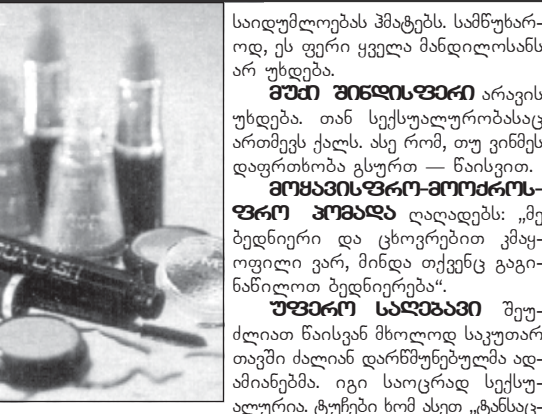 საიდუმლოებას ჰმატებს. სამწუხარ-
ოდ, ეს ფერი ყველა მანდილოსანს
არ უხდება.
მუქი შინდისფერი არავის
უხდება. თან სექსუალურობასაც
ართმევს ქალს. ასე რომ, თუ ვინმეს
დაფრთხობა გსურთ — წაისვით.
მოყავისფრო-მოოქროს-
ფრო პომადა ღაღადებს: „მე
ბედნიერი და ცხოვრებით კმაყ-
ოფილი ვარ, მინდა თქვენც გაგი-
ნაწილოთ ბედნიერება“.
უფერო საღებავი შეუ-
ძლიათ წაისვან მხოლოდ საკუთარ
თავში ძალიან დარწმუნებულმა ად-
ამიანებმა. იგი საოცრად სექსუ-
ალურია. ტუჩები ხომ ასეთ „ტანსაც-